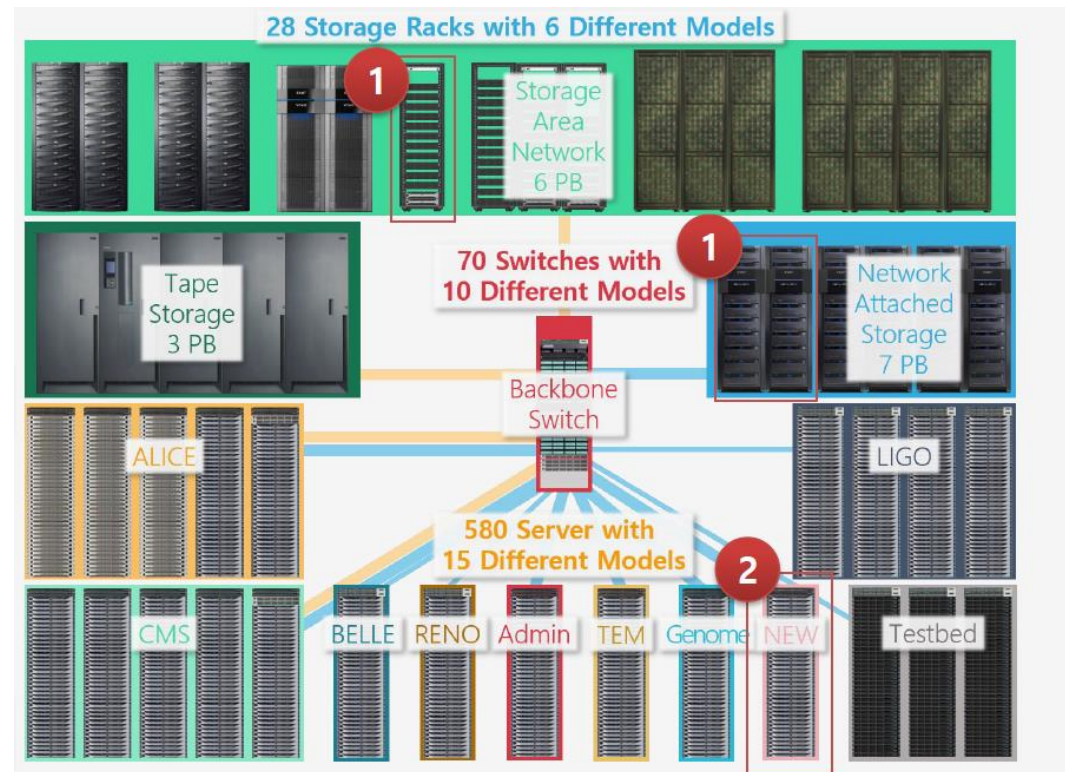 28 Storage Racks with 6 Different Models
1
Storage
Area
Network
6 PB
70 Switches with
10 Different Models
1
Tape
Storage
3 PB
Network
Attached
Storage
7 PB
Backbone
Switch
ALICE
LIGO
580 Server with
15 Different Models
2
CMS
BELLE
RENO
Admin
TEM
Genome
NEW
Testbed